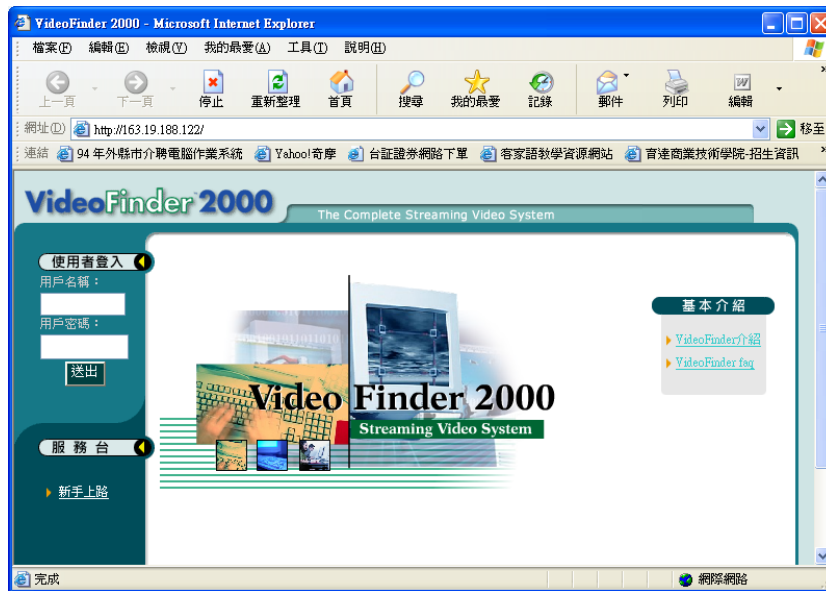 VideoFinder 2000 - Microsoft Internet Explorer
檔案(F) 編輯(E) 檢視(V) 我的最愛(A) 工具(T) 說明(H)
上一頁 下一頁 停止 重新整理 首頁 搜尋 我的最愛 記錄 郵件 列印 編輯
網址(D) http://163.19.188.122/ 移至
連結 94 年外縣市介聘電腦作業系統 Yahoo!奇摩 台証證券網路下單 客家語教學資源網站 育達商業技術學院-招生資訊
VideoFinder 2000
The Complete Streaming Video System
使用者登入
用戶名稱：
用戶密碼：
送出
服務台
新手上路
Video Finder 2000
Streaming Video System
基本介紹
VideoFinder介紹
VideoFinder faq
完成
網際網路